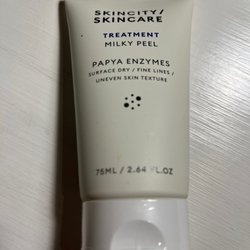 SKINCITY/
SKINCARE
TREATMENT
MILKY PEEL
PAPYA ENZYMES
SURFACE DRY / FINE LINES /
UNEVEN SKIN TEXTURE
75ML / 2.64 FL.OZ